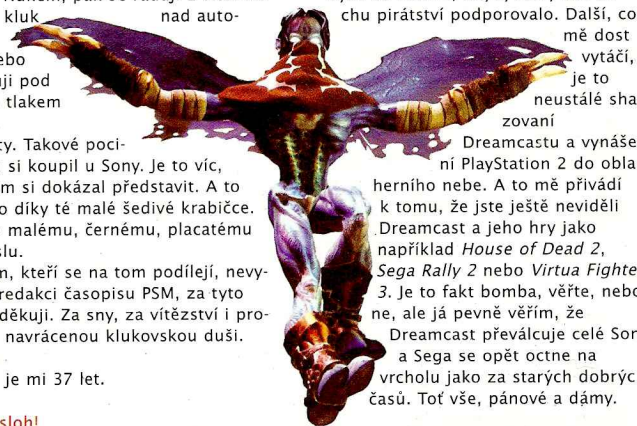 kluk
nad auto-
ebo
uji pod
tlakem
ty. Takové poci-
si koupil u Sony. Je to víc,
m si dokázal představit. A to
o díky té malé šedivé krabičce.
malému, černému, placatému
slu.
m, kteří se na tom podílejí, nevy-
redakci časopisu PSM, za tyto
děkuji. Za sny, za vítězství i pro-
navrácenou klukovskou duši.
je mi 37 let.
sloh!
chu pirátství podporovalo. Další, co
mě dost
vytáčí,
je to
neustálé sha-
zovaní
Dreamcastu a vynáše-
ní PlayStation 2 do obla
herního nebe. A to mě přivádí
k tomu, že jste ještě neviděli
Dreamcast a jeho hry jako
například House of Dead 2,
Sega Rally 2 nebo Virtua Fighte
3. Je to fakt bomba, věřte, nebo
ne, ale já pevně věřím, že
Dreamcast převálcuje celé Son
a Sega se opět octne na
vrcholu jako za starých dobrýc
časů. Toť vše, pánové a dámy.